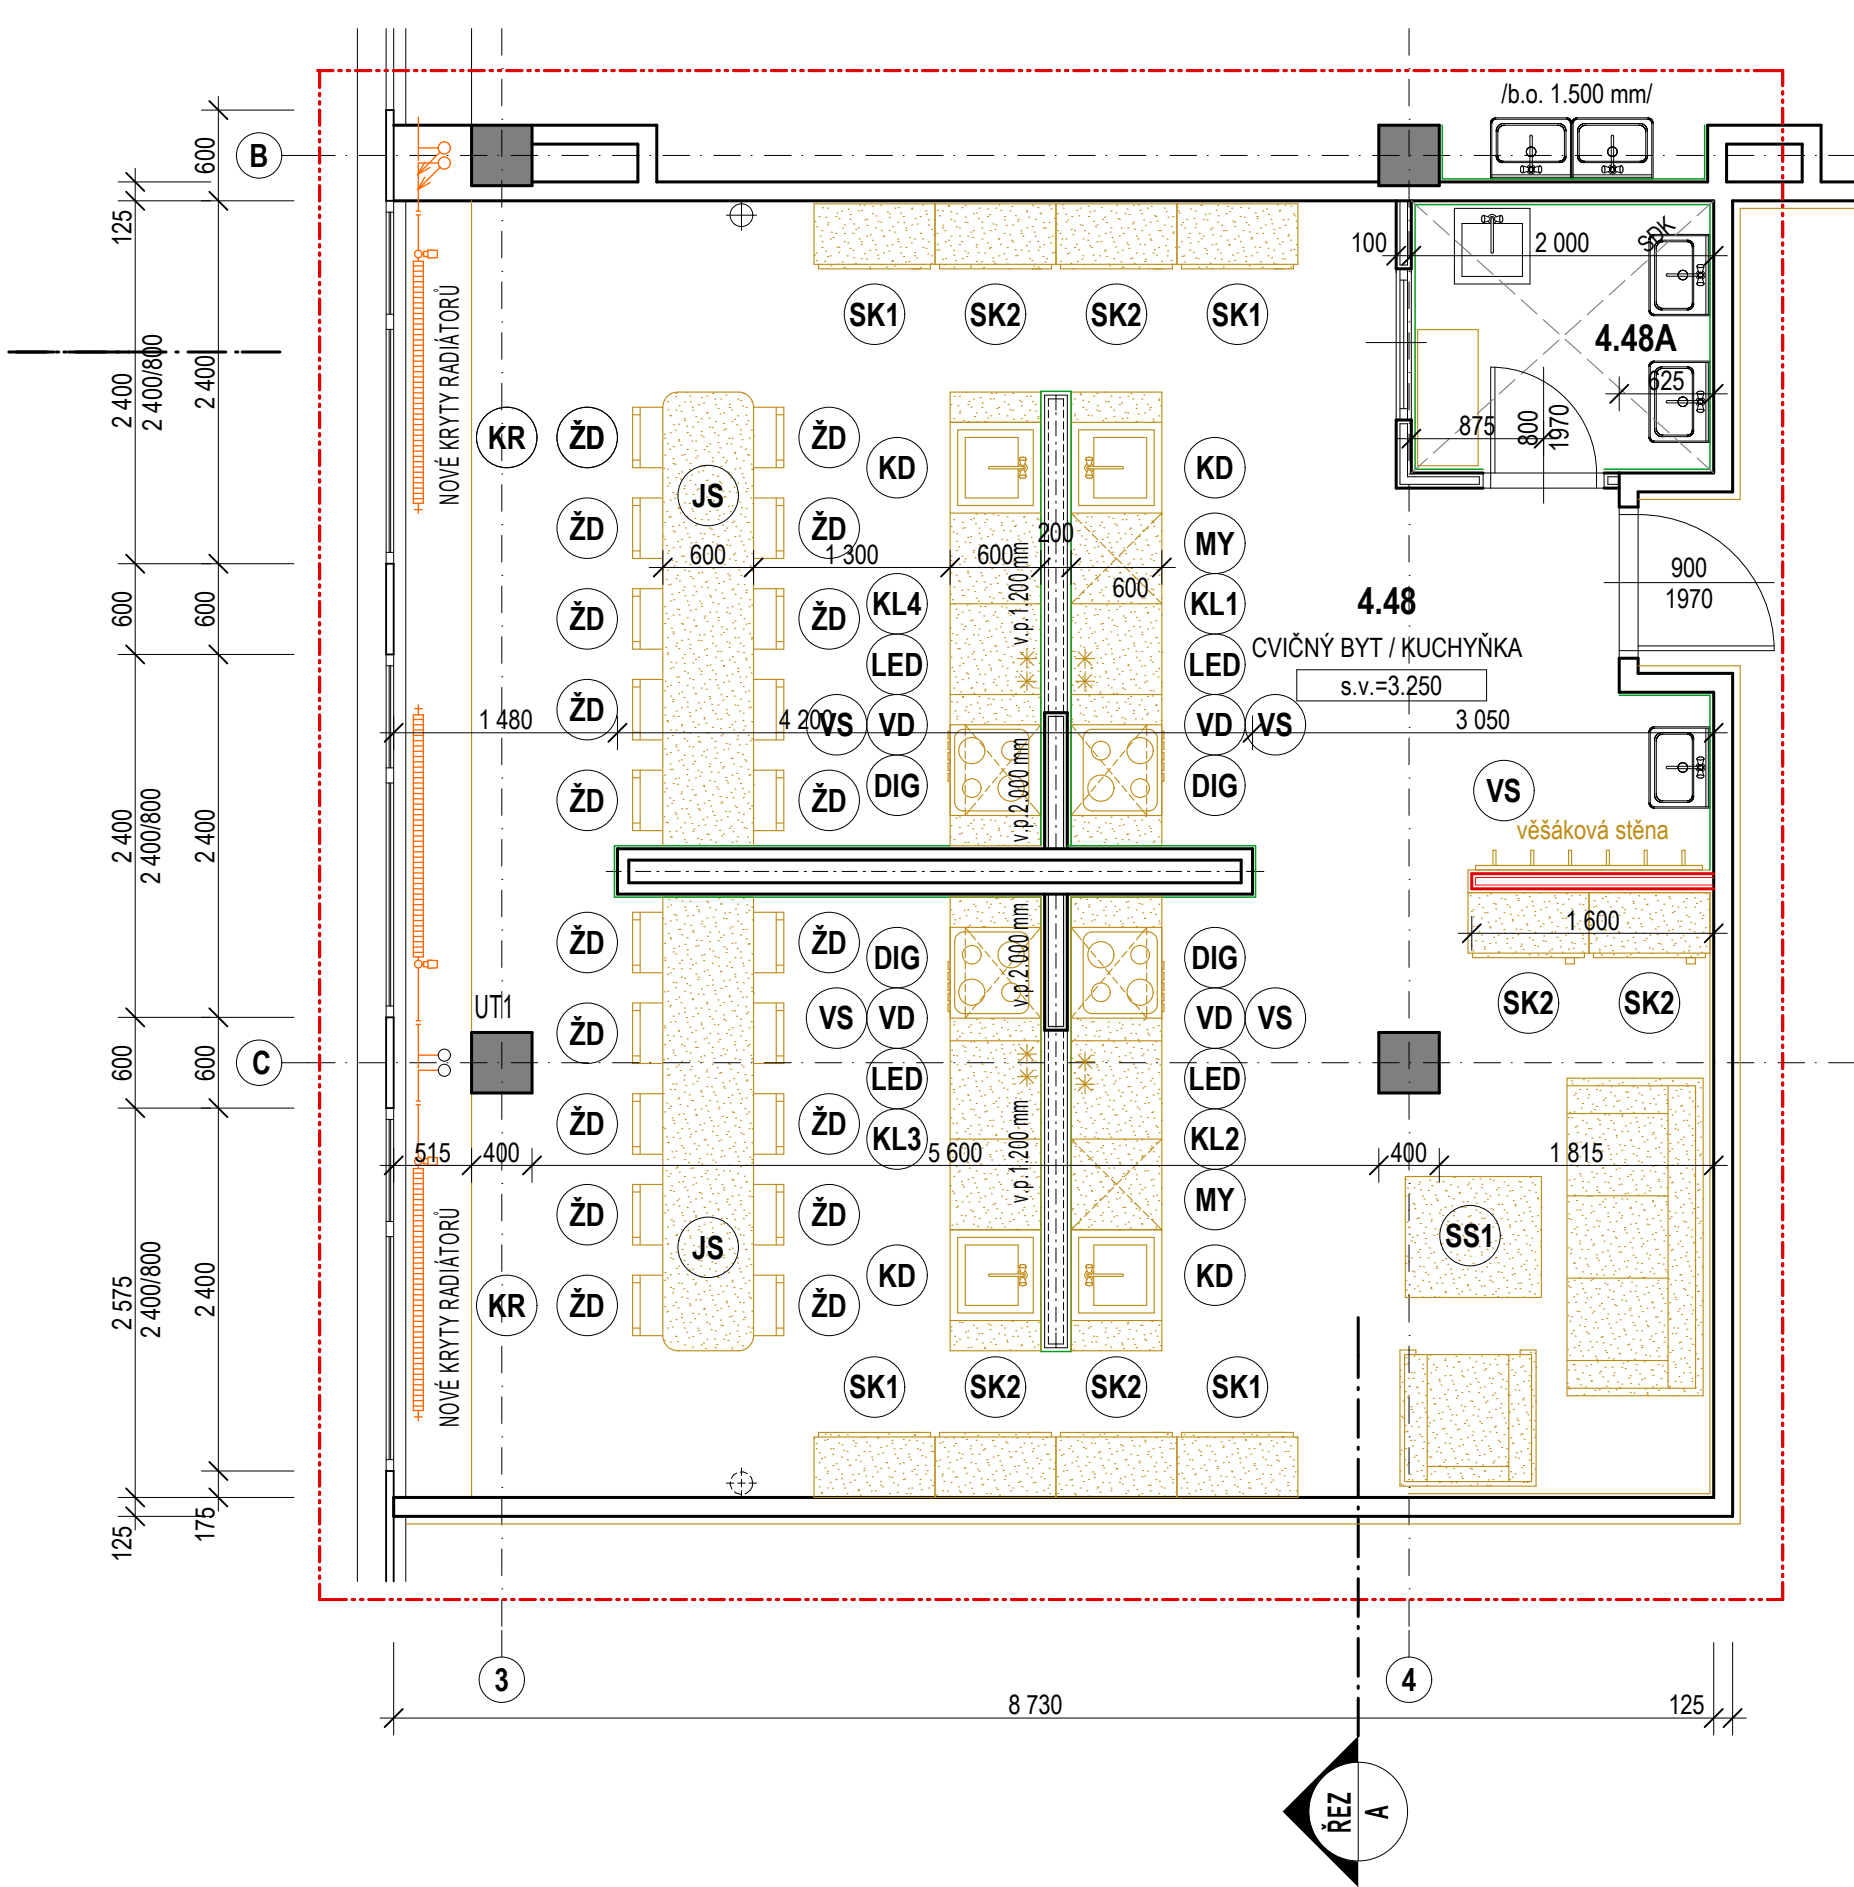 /b.o. 1.500 mm/
600
B
125
100
2 000
SDK
SK1 SK2 SK2 SK1
4.48A
NOVÉ KRYTY RADIÁTORŮ
2 400
2 400/800
2 400
625
875
800
1970
KR ŽD ŽD KD KD
JS
ŽD ŽD MY
600 1 300 600 200 600
v.p. 1.200 mm
900
1970
600 600
ŽD ŽD KL4 KL1
4.48
CVIČNÝ BYT / KUCHYŇKA
s.v.=3.250
LED LED
ŽD VS VD VD VS
1 480 4 200 3 050
ŽD ŽD DIG DIG
v.p.2.000 mm
VS
věšáková stěna
2 400
2 400/800
2 400
1 600
ŽD ŽD DIG DIG
v.p.2.000 mm
SK2 SK2
UT1
ŽD VS VD VD VS
600 600
C
LED LED
ŽD ŽD KL3 KL2
v.p.1.200 mm
515 400 5 600 400 1 815
MY
ŽD ŽD
JS
SS1
KD KD
NOVÉ KRYTY RADIÁTORŮ
2 575
2 400/800
2 400
KR ŽD ŽD
SK1 SK2 SK2 SK1
125
175
3 4
8 730 125
ŘEZ
A